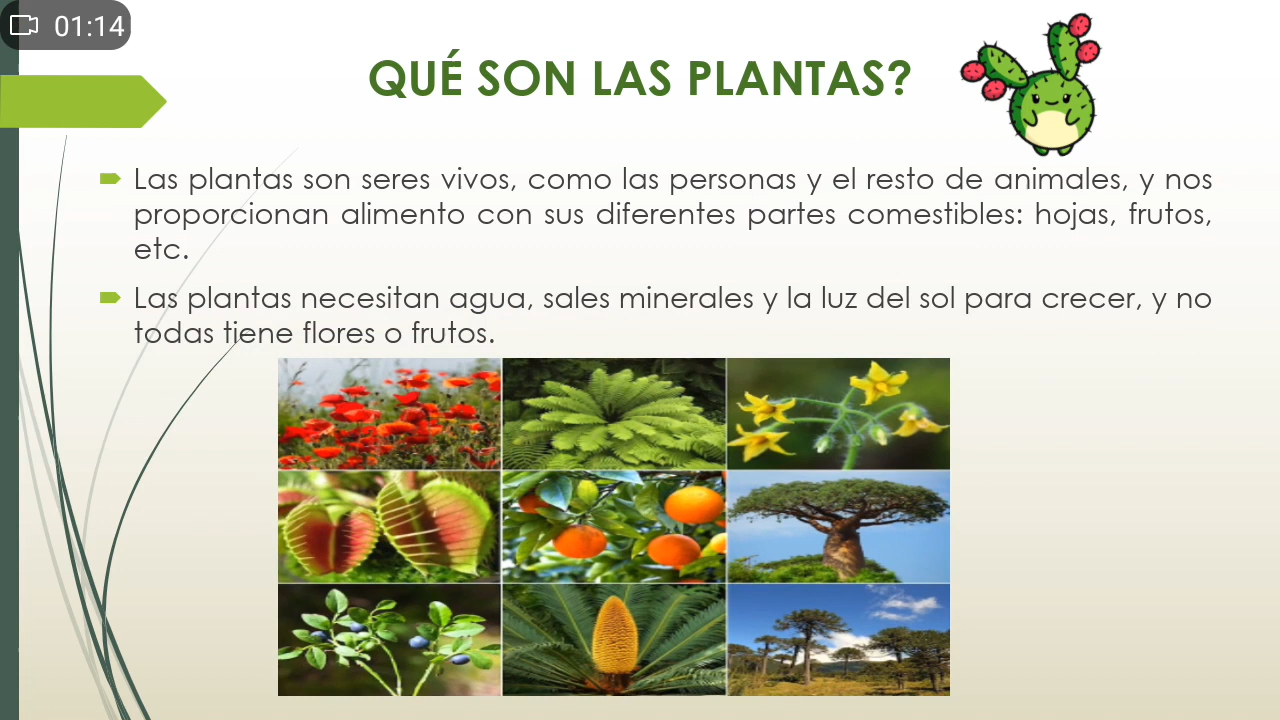 01:14
QUÉ SON LAS PLANTAS?
Las plantas son seres vivos, como las personas y el resto de animales, y nos
proporcionan alimento con sus diferentes partes comestibles: hojas, frutos,
etc.
Las plantas necesitan agua, sales minerales y la luz del sol para crecer, y no
todas tiene flores o frutos.